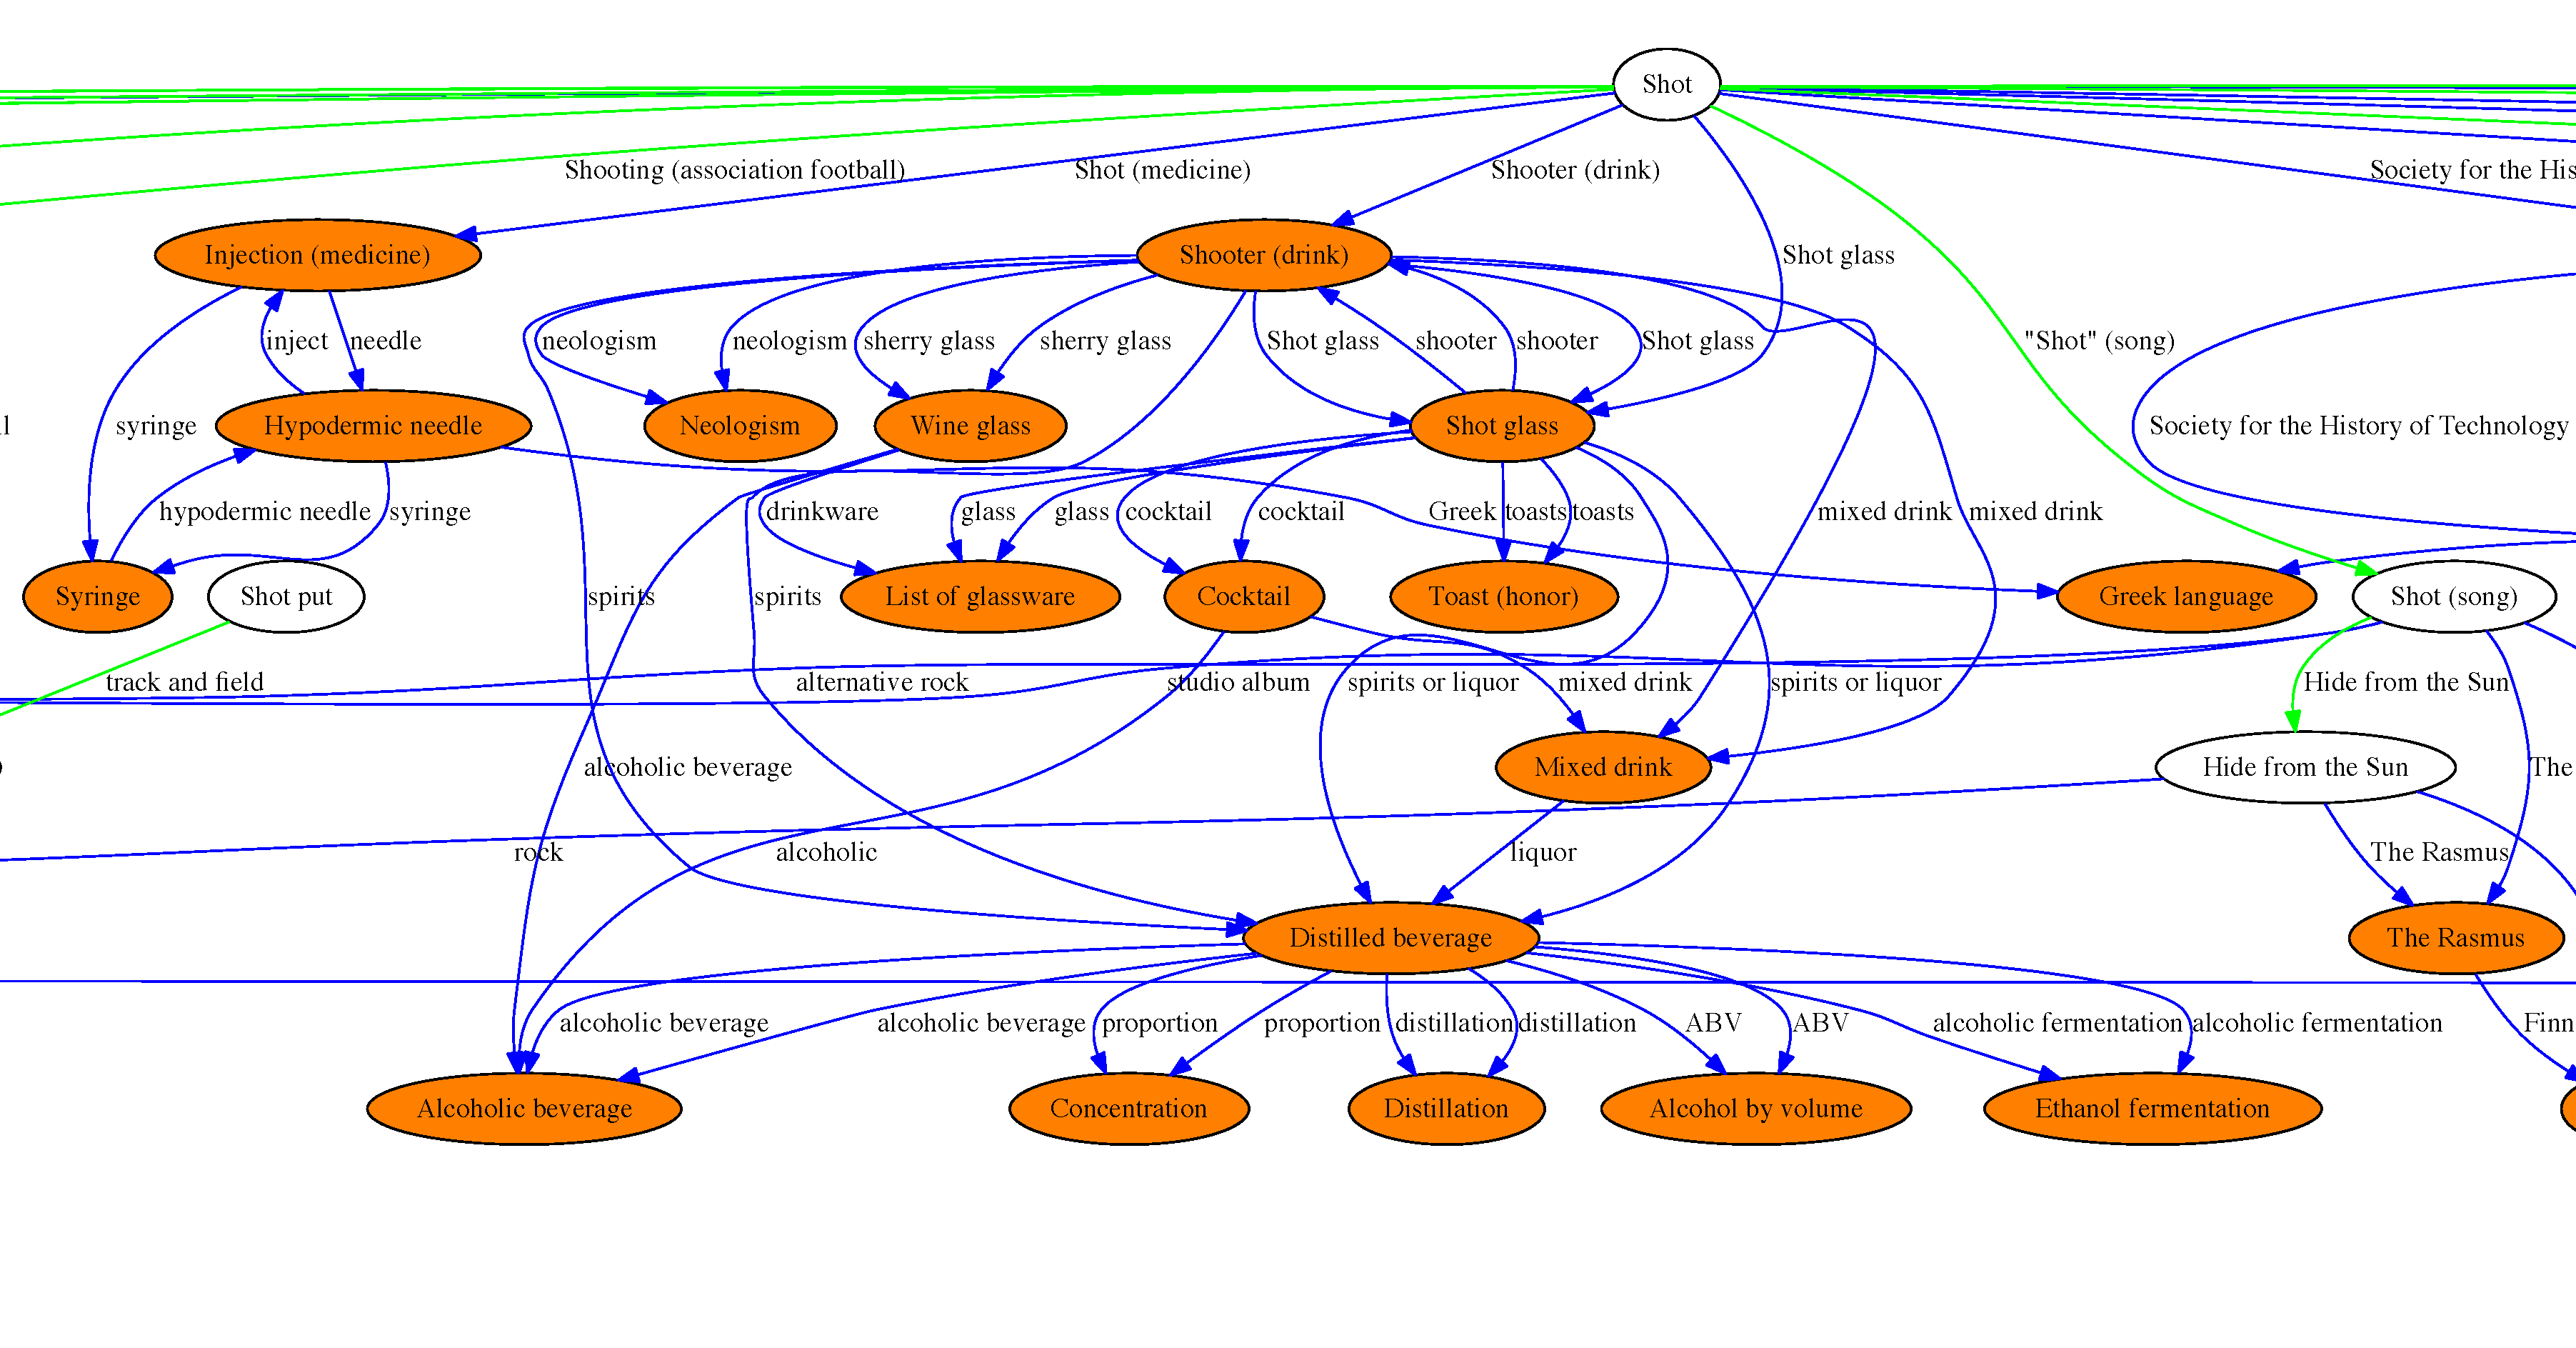 Shot
Shooting (association football)
Shot (medicine)
Shooter (drink)
Society for the His
Injection (medicine)
Shooter (drink)
Shot glass
inject
needle
neologism
neologism
sherry glass
sherry glass
Shot glass
shooter
shooter
Shot glass
"Shot" (song)
syringe
Hypodermic needle
Neologism
Wine glass
Shot glass
Society for the History of Technology
hypodermic needle
syringe
drinkware
glass
glass
cocktail
cocktail
Greek
toasts
toasts
mixed drink
mixed drink
Syringe
Shot put
spirits
spirits
List of glassware
Cocktail
Toast (honor)
Greek language
Shot (song)
track and field
alternative rock
studio album
spirits or liquor
mixed drink
spirits or liquor
Hide from the Sun
alcoholic beverage
Mixed drink
Hide from the Sun
The
rock
alcoholic
liquor
The Rasmus
Distilled beverage
The Rasmus
alcoholic beverage
alcoholic beverage
proportion
proportion
distillation
distillation
ABV
ABV
alcoholic fermentation
alcoholic fermentation
Finn
Alcoholic beverage
Concentration
Distillation
Alcohol by volume
Ethanol fermentation